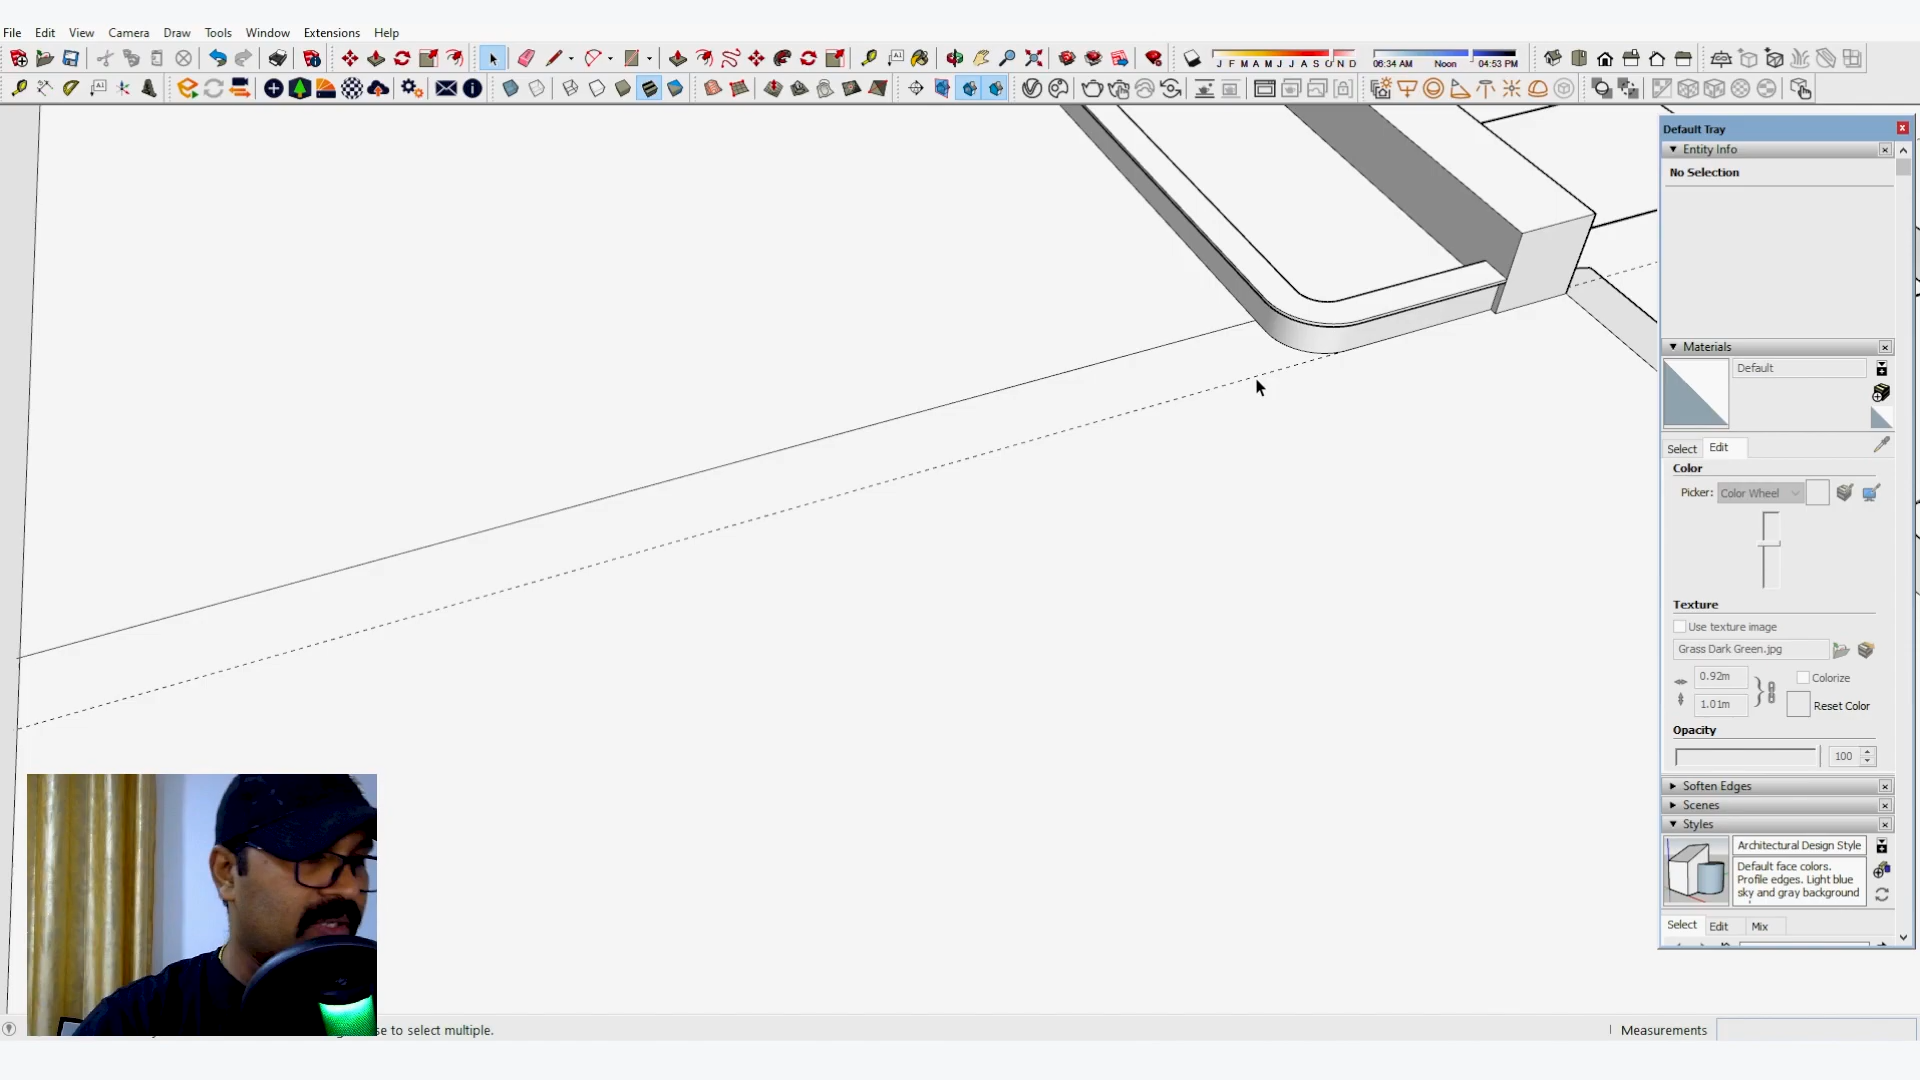 File Edit View Camera Draw Tools Window Extensions Help
J F M A M J J A S O N D
06:34 AM Noon 04:53 PM
Default Tray
Entity Info
No Selection
Materials
Default
Select Edit
Color
Picker: Color Wheel
Texture
Use texture image
Grass Dark Green.jpg
0.92m
Colorize
1.01m
Reset Color
Opacity
100
Soften Edges
Scenes
Styles
Architectural Design Style
Default face colors.
Profile edges. Light blue
sky and gray background
Select Edit Mix
se to select multiple.
Measurements